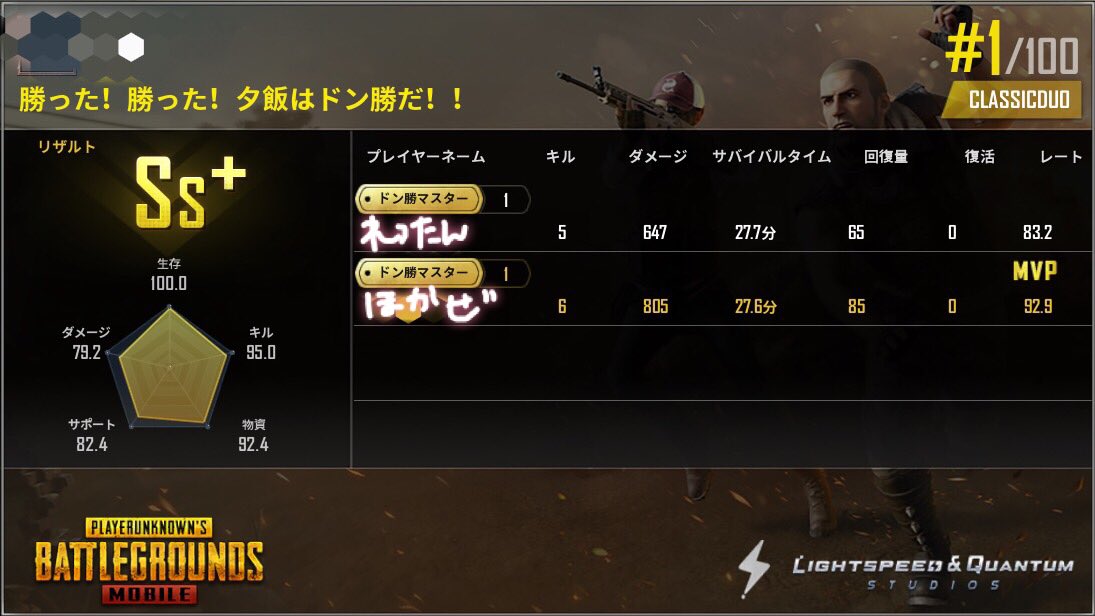 #1/100
勝った!勝った!夕飯はドン勝だ!!
CLASSICDUO
リザルト
SS+
生存
100.0
ダメージ
79.2
キル
95.0
サポート
82.4
物資
92.4
プレイヤーネーム キル ダメージ サバイバルタイム 回復量 復活 レート
ドン勝マスター 1
ねったん 5 647 27.7分 65 0 83.2
ドン勝マスター 1 MVP
ほかぜ 6 805 27.6分 85 0 92.9
PLAYERUNKNOWN'S
BATTLEGROUNDS
MOBILE
LIGHTSPEED & QUANTUM
STUDIOS